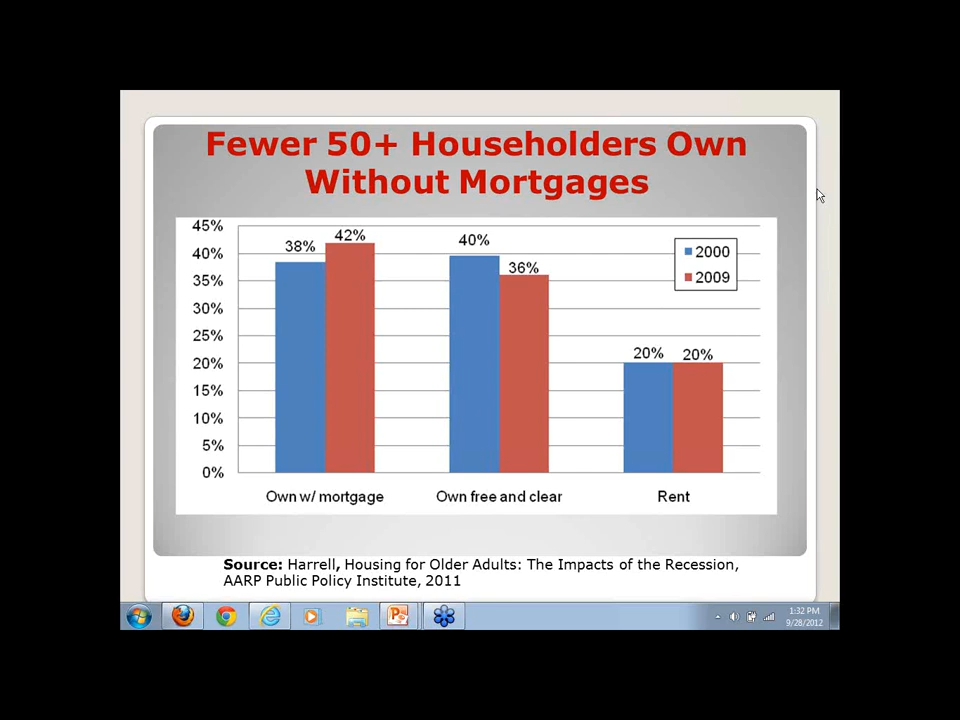 Fewer 50+ Householders Own
Without Mortgages
45%
40%
35%
30%
25%
20%
15%
10%
5%
0%
38%
42%
40%
36%
20%
20%
2000
2009
Own w/ mortgage
Own free and clear
Rent
Source: Harrell, Housing for Older Adults: The Impacts of the Recession,
AARP Public Policy Institute, 2011
1:32 PM
9/28/2012